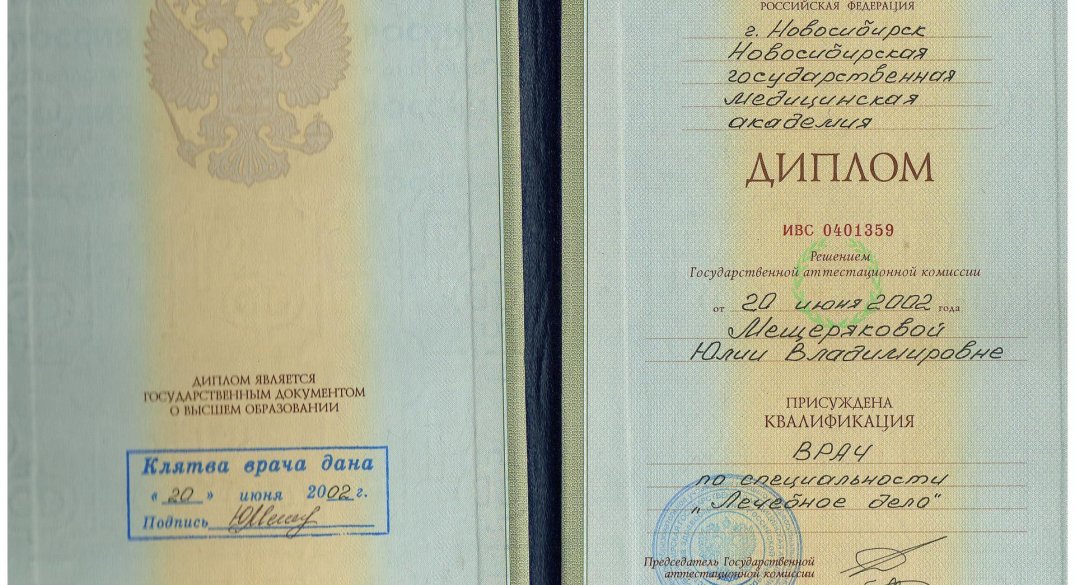 ДИПЛОМ ЯВЛЯЕТСЯ
ГОСУДАРСТВЕННЫМ ДОКУМЕНТОМ
О ВЫСШЕМ ОБРАЗОВАНИИ
Клятва врача дана
« 20 » июня 2002 г.
Подпись
РОССИЙСКАЯ ФЕДЕРАЦИЯ
г. Новосибирск
Новосибирская
государственная
медицинская
академия
ДИПЛОМ
ИВС 0401359
Решением
Государственной аттестационной комиссии
от 20 июня 2002 года
Мещеряковой
Юлии Владимировне
ПРИСУЖДЕНА
КВАЛИФИКАЦИЯ
ВРАЧ
по специальности
„Лечебное дело"
Председатель Государственной
аттестационной комиссии